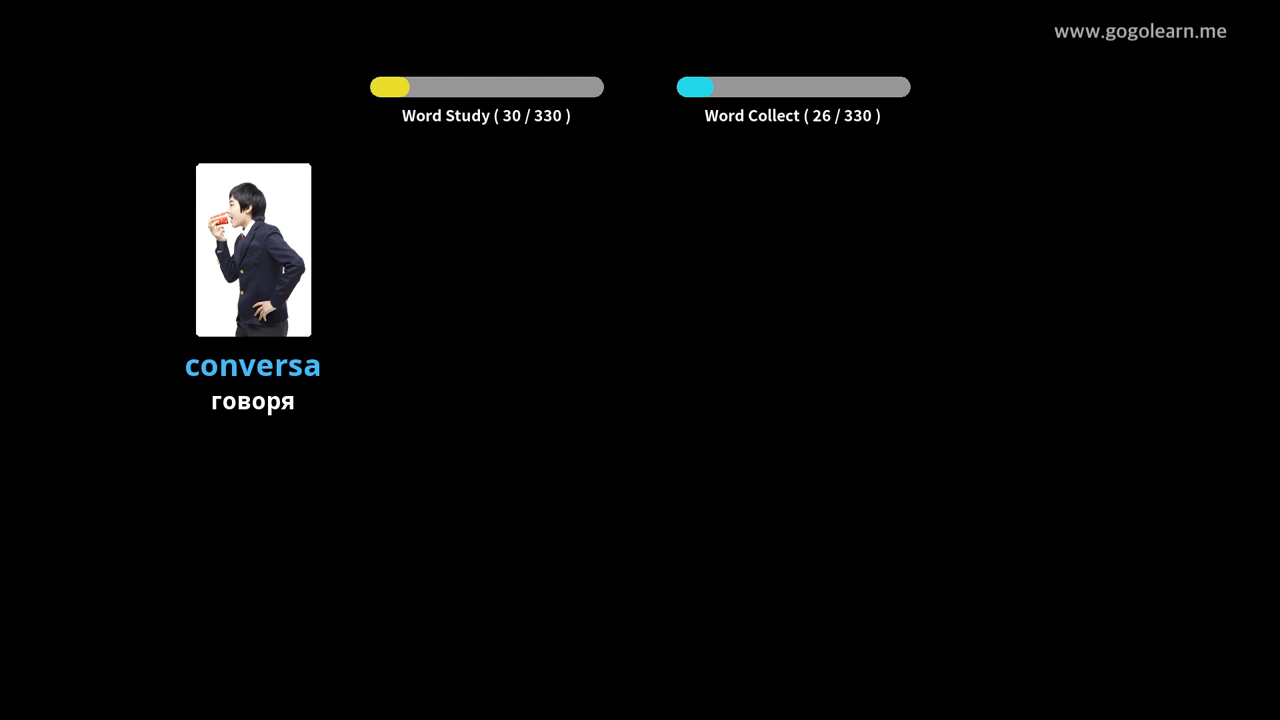 www.gogolearn.me
Word Study ( 30 / 330 )
Word Collect ( 26 / 330 )
conversa
говоря